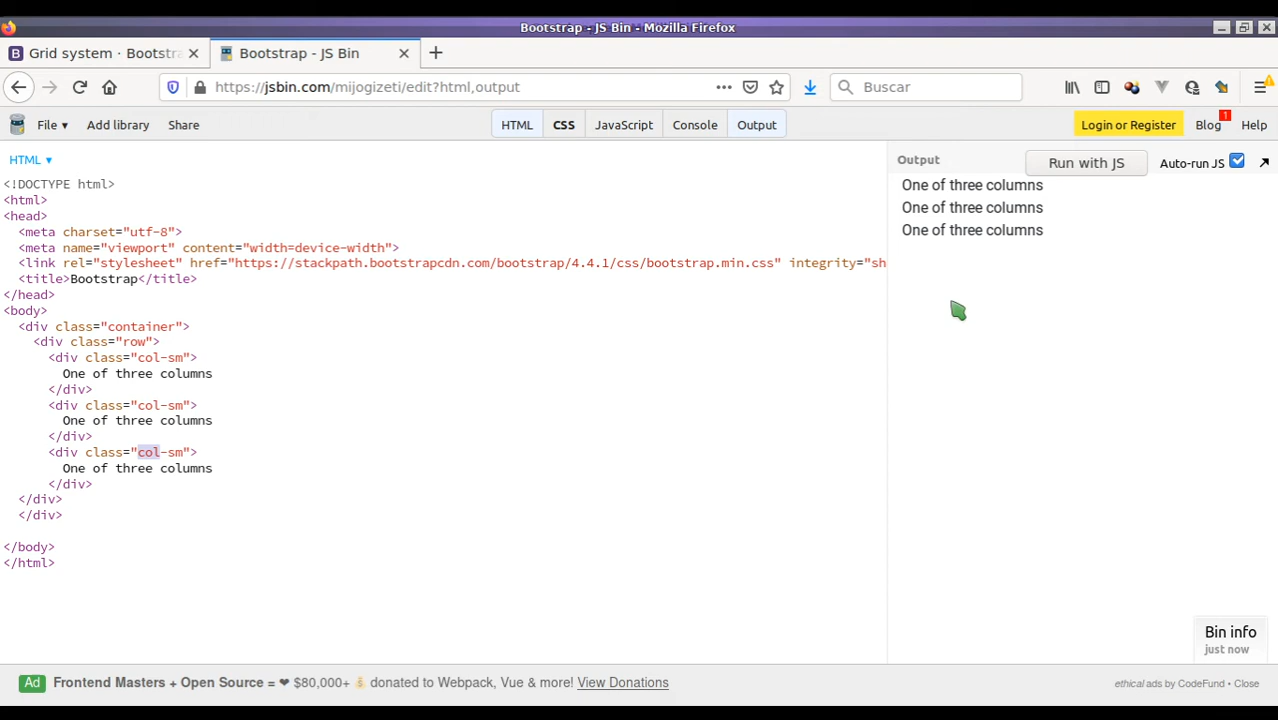 Bootstrap - JS Bin - Mozilla Firefox
Grid system · Bootstra
Bootstrap - JS Bin
https://jsbin.com/mijogizeti/edit?html,output
Buscar
File ▾ Add library Share HTML CSS JavaScript Console Output Login or Register Blog 1 Help
HTML ▾
<!DOCTYPE html>
<html>
<head>
<meta charset="utf-8">
<meta name="viewport" content="width=device-width">
<link rel="stylesheet" href="https://stackpath.bootstrapcdn.com/bootstrap/4.4.1/css/bootstrap.min.css" integrity="sh
<title>Bootstrap</title>
</head>
<body>
<div class="container">
<div class="row">
<div class="col-sm">
One of three columns
</div>
<div class="col-sm">
One of three columns
</div>
<div class="col-sm">
One of three columns
</div>
</div>
</div>
</body>
</html>
Output Run with JS Auto-run JS
One of three columns
One of three columns
One of three columns
Bin info
just now
Ad Frontend Masters + Open Source = ❤ $80,000+ 💰 donated to Webpack, Vue & more! View Donations
ethical ads by CodeFund • Close